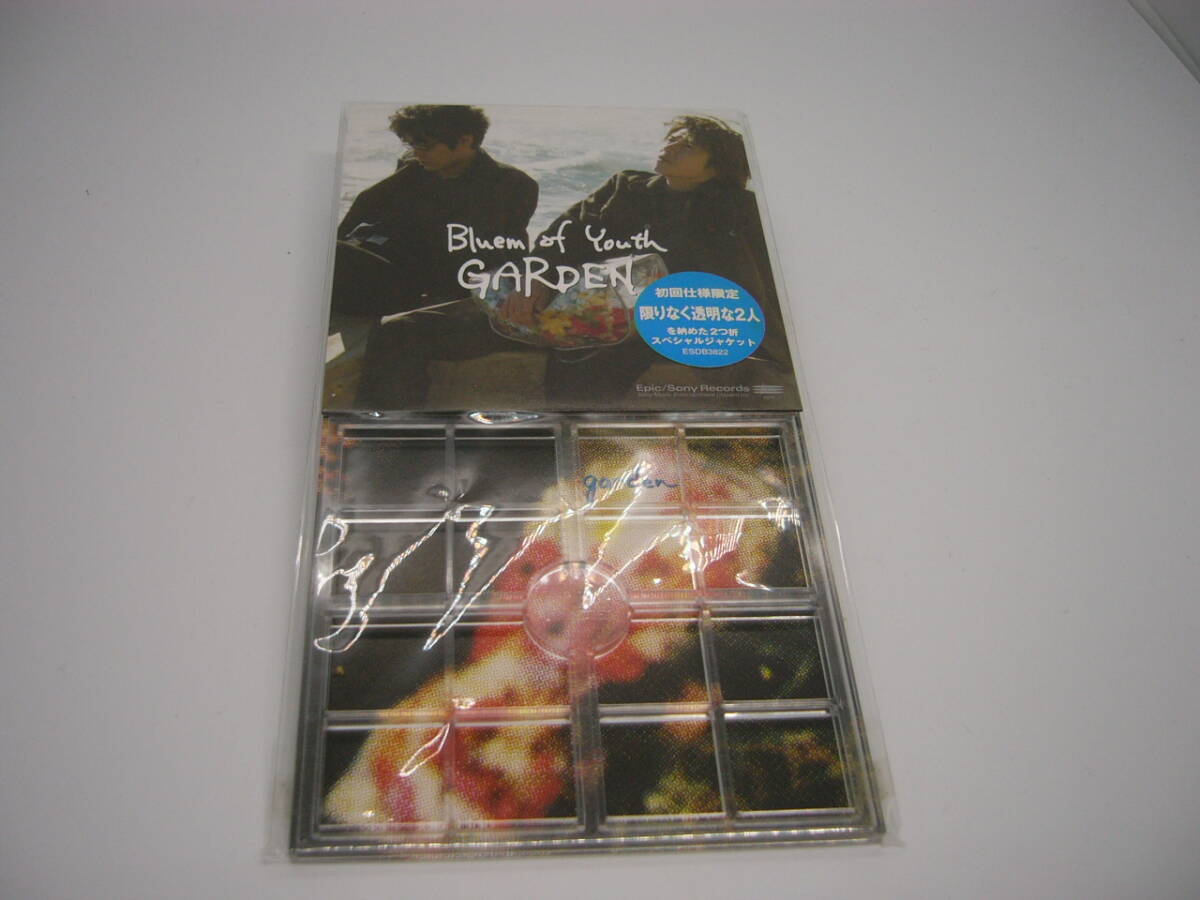 Bluem of Youth
GARDEN
初回仕様限定
限りなく透明な2人
を納めた2つ折
スペシャルジャケット
ESDB3822
Epic/Sony Records
garden